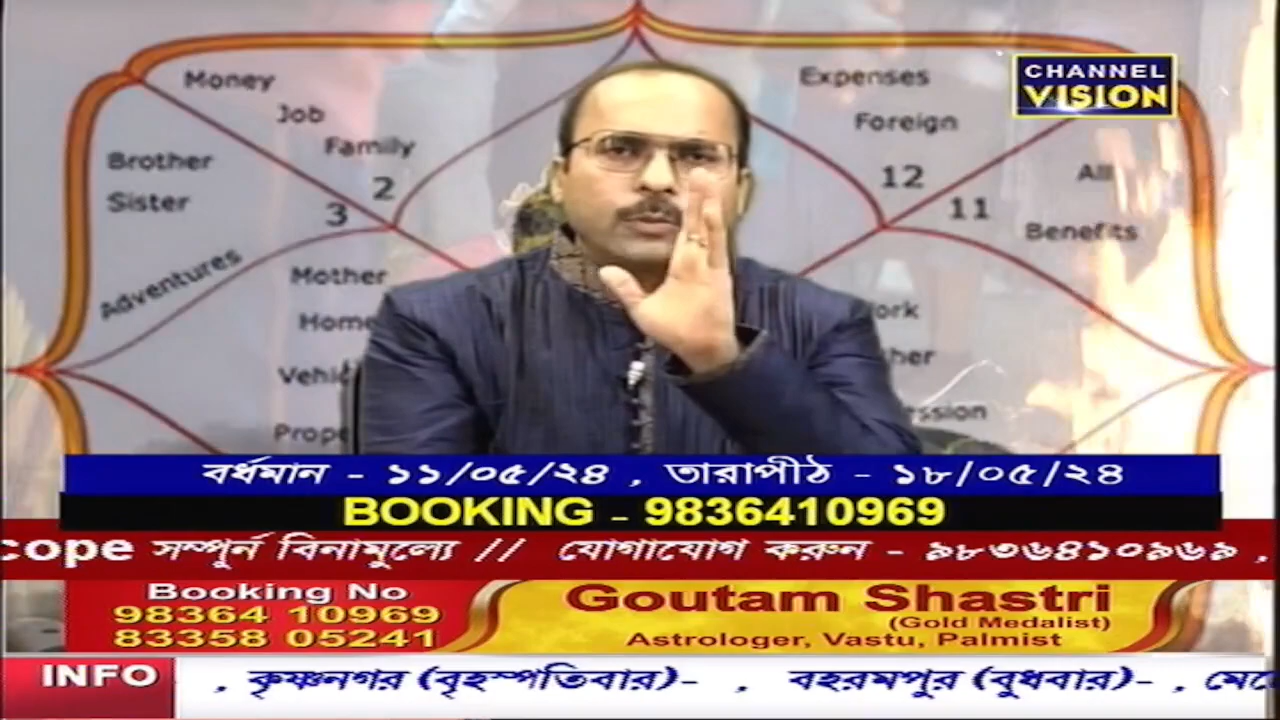 Money
Expenses
CHANNEL
VISION
Job
Foreign
Family
Brother
2
12
All
Sister
3
11
Benefits
Adventures
Mother
Home
বর্ধমান - ১১/০৫/২৪ , তারাপীঠ - ১৮/০৫/২৪
BOOKING - 9836410969
cope সম্পূর্ন বিনামুল্যে // যোগাযোগ করুন - ৯৮৩৬৪১০৯৬৯ ,
Booking No
98364 10969
83358 05241
Goutam Shastri
(Gold Medalist)
Astrologer, Vastu, Palmist
INFO , কৃষ্ণনগর (বৃহস্পতিবার)- , বহরমপুর (বুধবার)- ,